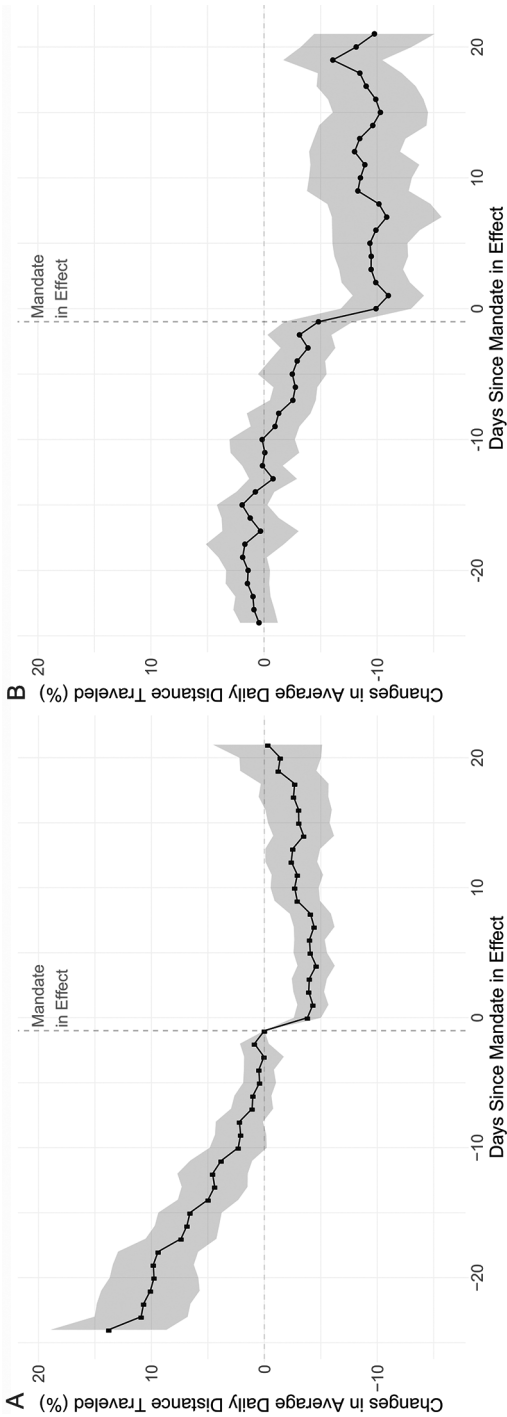 A
Changes in Average Daily Distance Traveled (%)
20
10
0
−10
Mandate
in Effect
−20
−10
0
10
20
Days Since Mandate in Effect
B
Changes in Average Daily Distance Traveled (%)
20
10
0
-10
Mandate
in Effect
-20
-10
0
10
20
Days Since Mandate in Effect